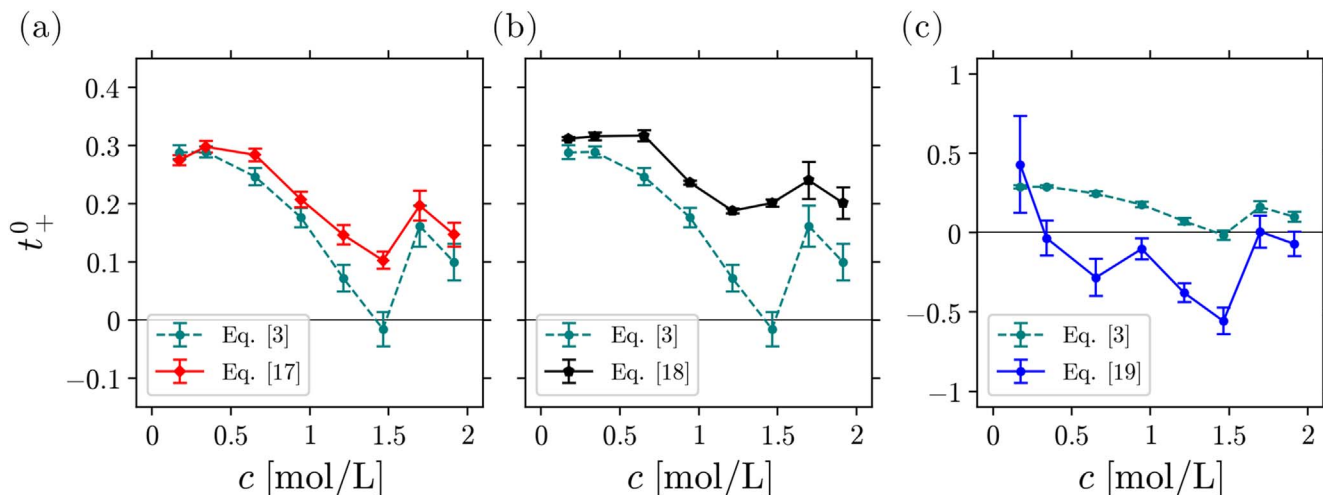 (a)
(b)
(c)
0.4
0.3
0.2
0.1
0
−0.1
t⁰₊
Eq. [3]
Eq. [17]
0
0.5
1
1.5
2
c [mol/L]
Eq. [3]
Eq. [18]
0
0.5
1
1.5
2
c [mol/L]
1
0.5
0
−0.5
−1
Eq. [3]
Eq. [19]
0
0.5
1
1.5
2
c [mol/L]